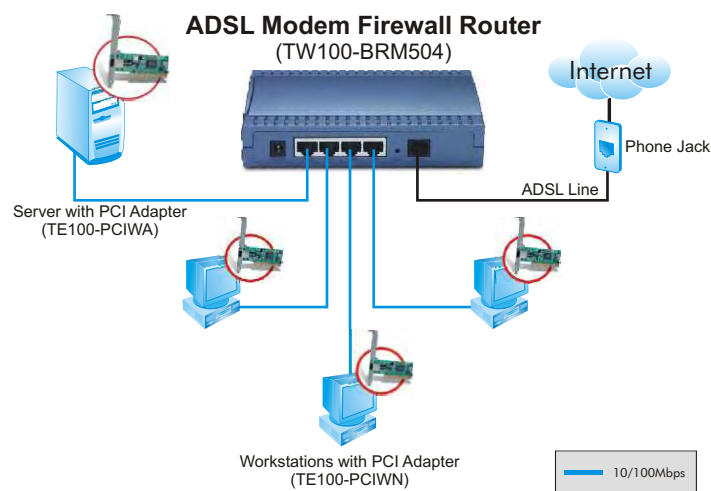 ADSL Modem Firewall Router
(TW100-BRM504)
Internet
Phone Jack
ADSL Line
Server with PCI Adapter
(TE100-PCIWA)
Workstations with PCI Adapter
(TE100-PCIWN)
10/100Mbps